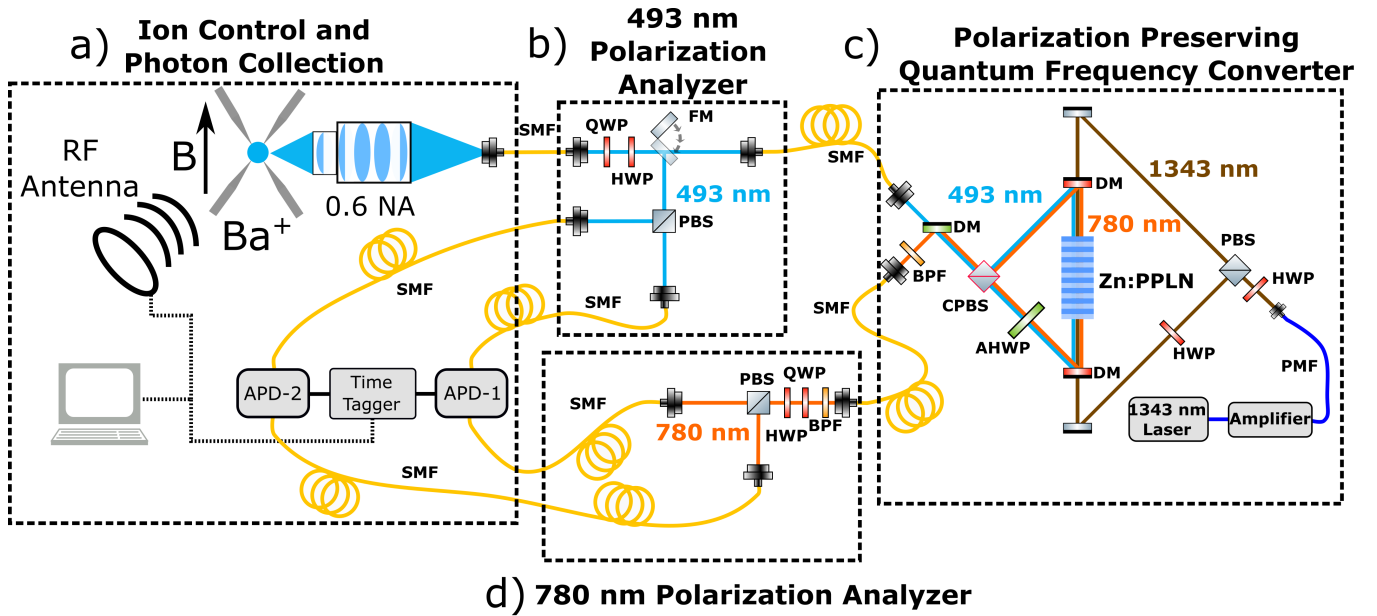 a) Ion Control and
Photon Collection
RF
Antenna
B
Ba+
0.6 NA
SMF
SMF
SMF
APD-2
Time
Tagger
APD-1
SMF
b) 493 nm
Polarization
Analyzer
QWP
HWP
FM
493 nm
PBS
SMF
c) Polarization Preserving
Quantum Frequency Converter
493 nm
DM
BPF
CPBS
AHWP
DM
780 nm
Zn:PPLN
DM
1343 nm
PBS
HWP
HWP
PMF
1343 nm
Laser
Amplifier
SMF
SMF
780 nm
PBS
QWP
HWP
BPF
d) 780 nm Polarization Analyzer